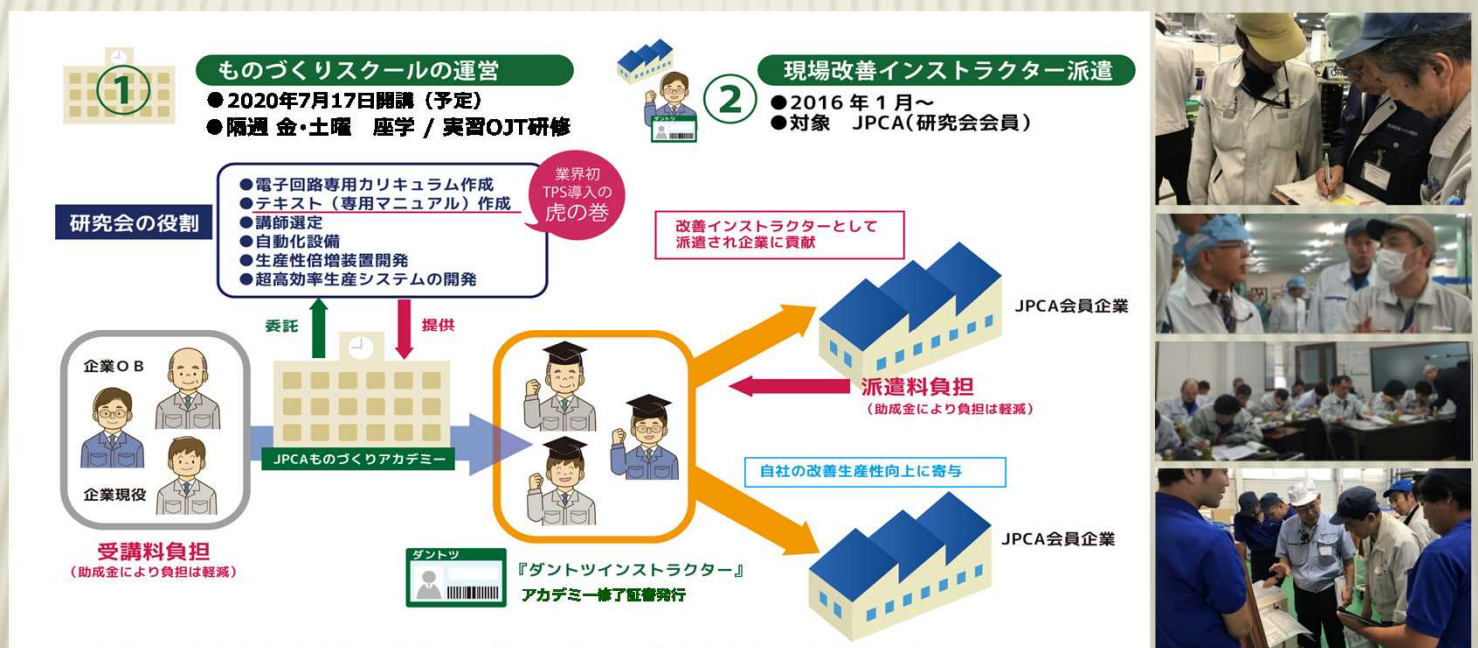 ① ものづくりスクールの運営
●2020年7月17日開講（予定）
●隔週 金・土曜 座学 / 実習OJT研修
② 現場改善インストラクター派遣
●2016年1月～
●対象 JPCA（研究会会員）
研究会の役割
●電子回路専用カリキュラム作成
●テキスト（専用マニュアル）作成
●講師選定
●自動化設備
●生産性倍増装置開発
●超高効率生産システムの開発
業界初
TPS導入の
虎の巻
委託
提供
企業OB
企業現役
受講料負担
（助成金により負担は軽減）
JPCAものづくりアカデミー
ダントツ
改善インストラクターとして
派遣され企業に貢献
JPCA会員企業
派遣料負担
（助成金により負担は軽減）
自社の改善生産性向上に寄与
JPCA会員企業
ダントツ
『ダントツインストラクター』
アカデミー修了証書発行